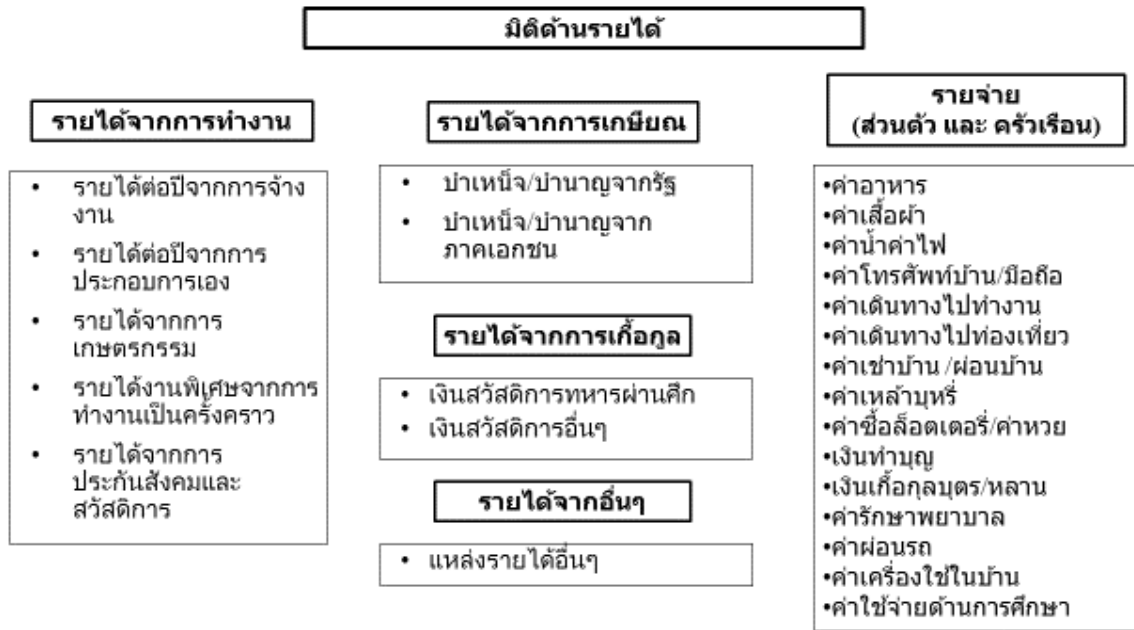 มิติด้านรายได้
รายได้จากการทำงาน
• รายได้ต่อปีจากการจ้าง
งาน
• รายได้ต่อปีจากการ
ประกอบการเอง
• รายได้จากการ
เกษตรกรรม
• รายได้งานพิเศษจากการ
ทำงานเป็นครั้งคราว
• รายได้จากการ
ประกันสังคมและ
สวัสดิการ
รายได้จากการเกษียณ
• บำเหน็จ/บำนาญจากรัฐ
• บำเหน็จ/บำนาญจาก
ภาคเอกชน
รายได้จากการเกื้อกูล
• เงินสวัสดิการทหารผ่านศึก
• เงินสวัสดิการอื่นๆ
รายได้จากอื่นๆ
• แหล่งรายได้อื่นๆ
รายจ่าย
(ส่วนตัว และ ครัวเรือน)
•ค่าอาหาร
•ค่าเสื้อผ้า
•ค่าน้ำค่าไฟ
•ค่าโทรศัพท์บ้าน/มือถือ
•ค่าเดินทางไปทำงาน
•ค่าเดินทางไปท่องเที่ยว
•ค่าเช่าบ้าน /ผ่อนบ้าน
•ค่าเหล้าบุหรี่
•ค่าซื้อล็อตเตอรี่/ค่าหวย
•เงินทำบุญ
•เงินเกื้อกุลบุตร/หลาน
•ค่ารักษาพยาบาล
•ค่าผ่อนรถ
•ค่าเครื่องใช้ในบ้าน
•ค่าใช้จ่ายด้านการศึกษา